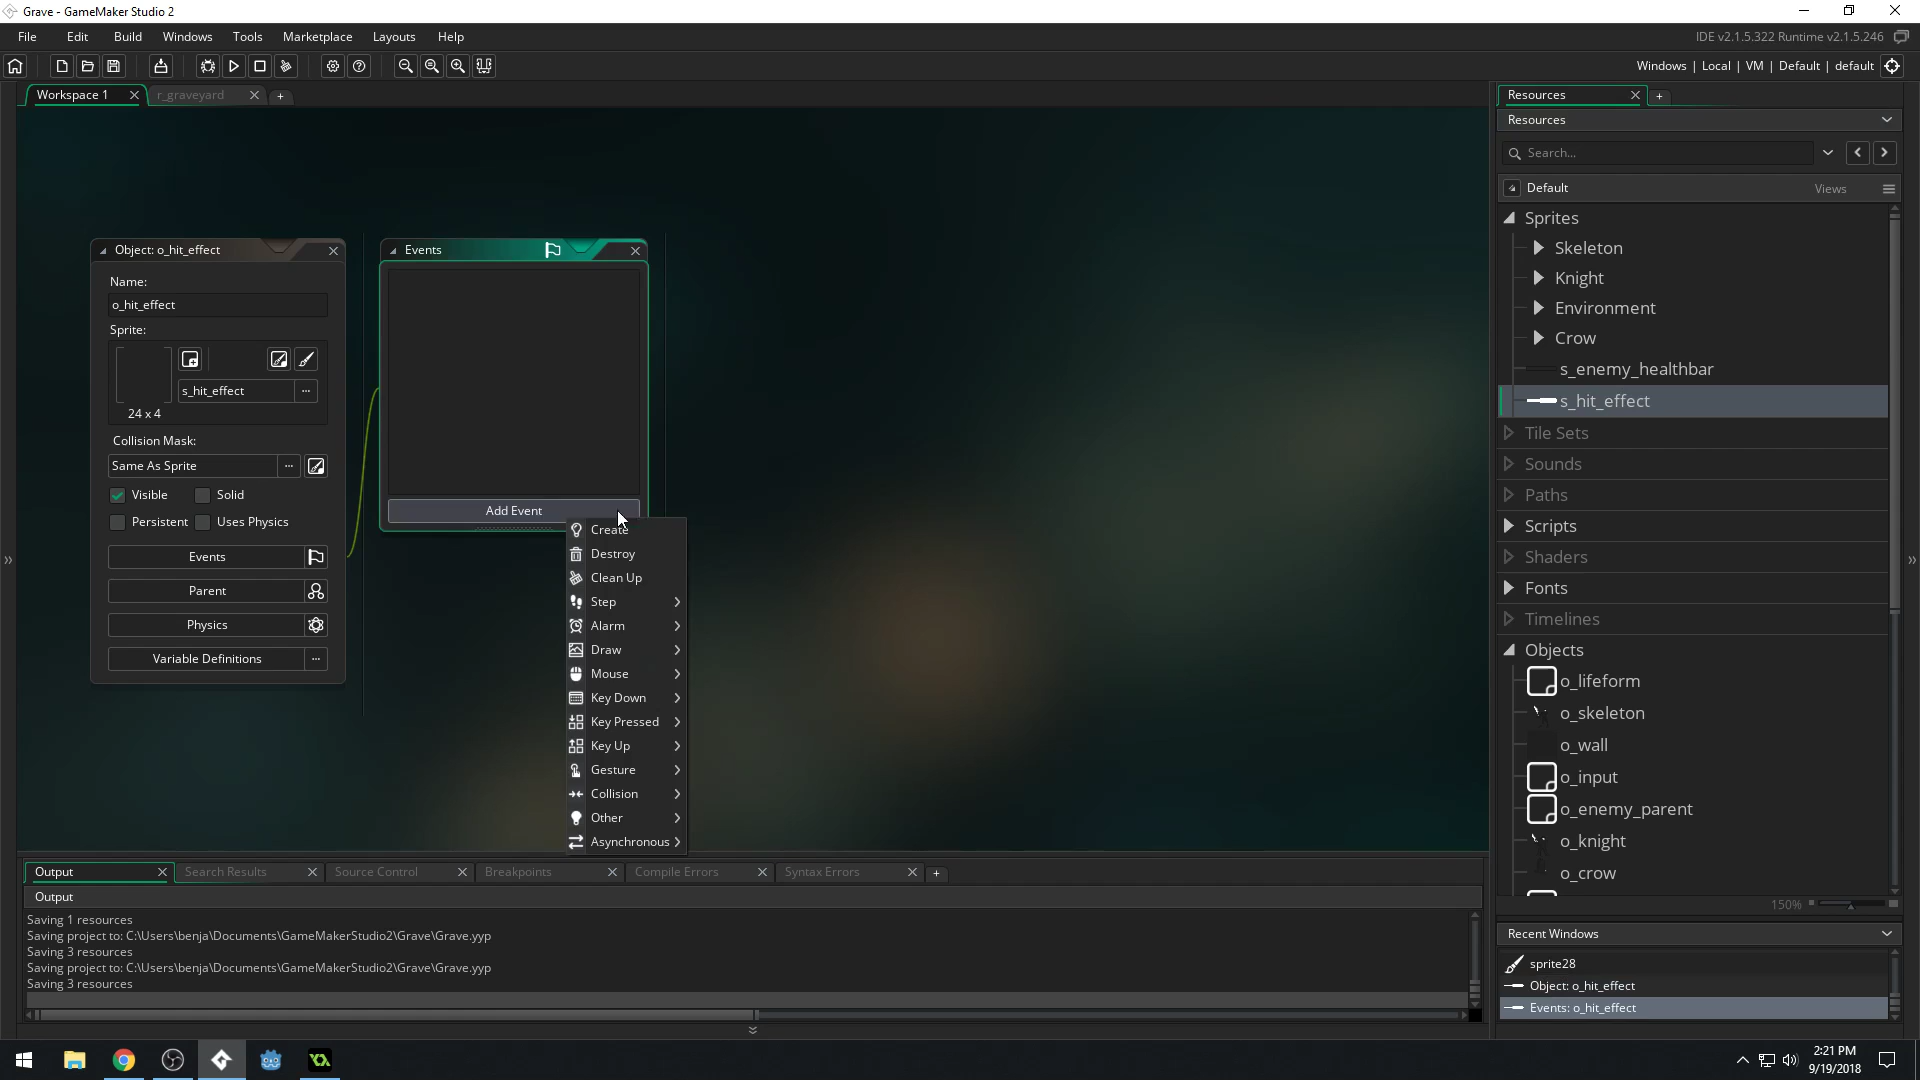 Grave - GameMaker Studio 2
File Edit Build Windows Tools Marketplace Layouts Help
IDE v2.1.5.322 Runtime v2.1.5.246
Windows | Local | VM | Default | default
Workspace 1
r_graveyard
Object: o_hit_effect
Name:
o_hit_effect
Sprite:
s_hit_effect
24 x 4
Collision Mask:
Same As Sprite
Visible Solid
Persistent Uses Physics
Events
Parent
Physics
Variable Definitions
Events
Add Event
Create
Destroy
Clean Up
Step
Alarm
Draw
Mouse
Key Down
Key Pressed
Key Up
Gesture
Collision
Other
Asynchronous
Resources
Resources
Search...
Default Views
Sprites
Skeleton
Knight
Environment
Crow
s_enemy_healthbar
s_hit_effect
Tile Sets
Sounds
Paths
Scripts
Shaders
Fonts
Timelines
Objects
o_lifeform
o_skeleton
o_wall
o_input
o_enemy_parent
o_knight
o_crow
150%
Recent Windows
sprite28
Object: o_hit_effect
Events: o_hit_effect
Output Search Results Source Control Breakpoints Compile Errors Syntax Errors
Output
Saving 1 resources
Saving project to: C:\Users\benja\Documents\GameMakerStudio2\Grave\Grave.yyp
Saving 3 resources
Saving project to: C:\Users\benja\Documents\GameMakerStudio2\Grave\Grave.yyp
Saving 3 resources
2:21 PM
9/19/2018